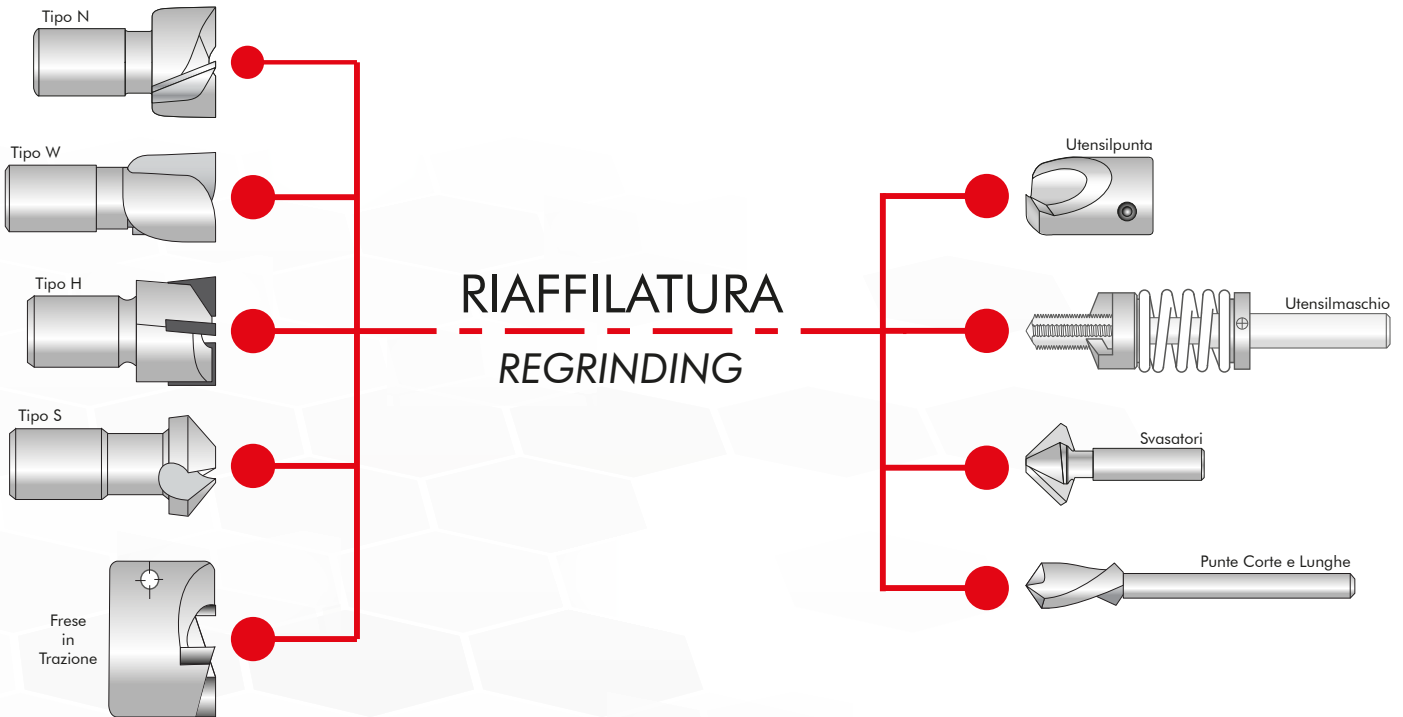 Tipo N
Tipo W
Tipo H
Tipo S
Frese
in
Trazione
RIAFFILATURA
REGRINDING
Utensilpunta
Utensilmaschio
Svasatori
Punte Corte e Lunghe